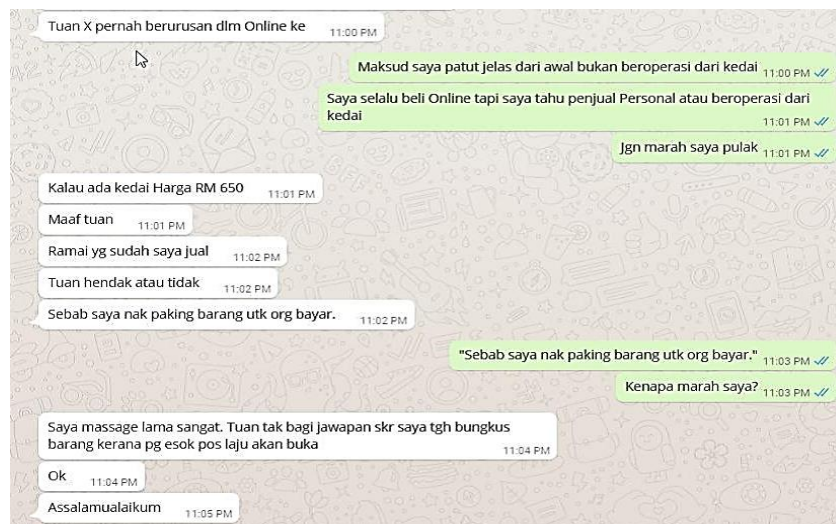 Tuan X pernah berurusan dlm Online ke 11:00 PM
Maksud saya patut jelas dari awal bukan beroperasi dari kedai 11:00 PM
Saya selalu beli Online tapi saya tahu penjual Personal atau beroperasi dari
kedai 11:01 PM
Jgn marah saya pulak 11:01 PM
Kalau ada kedai Harga RM 650 11:01 PM
Maaf tuan 11:01 PM
Ramai yg sudah saya jual 11:02 PM
Tuan hendak atau tidak 11:02 PM
Sebab saya nak paking barang utk org bayar. 11:02 PM
"Sebab saya nak paking barang utk org bayar." 11:03 PM
Kenapa marah saya? 11:03 PM
Saya massage lama sangat. Tuan tak bagi jawapan skr saya tgh bungkus
barang kerana pg esok pos laju akan buka 11:04 PM
Ok 11:04 PM
Assalamualaikum 11:05 PM